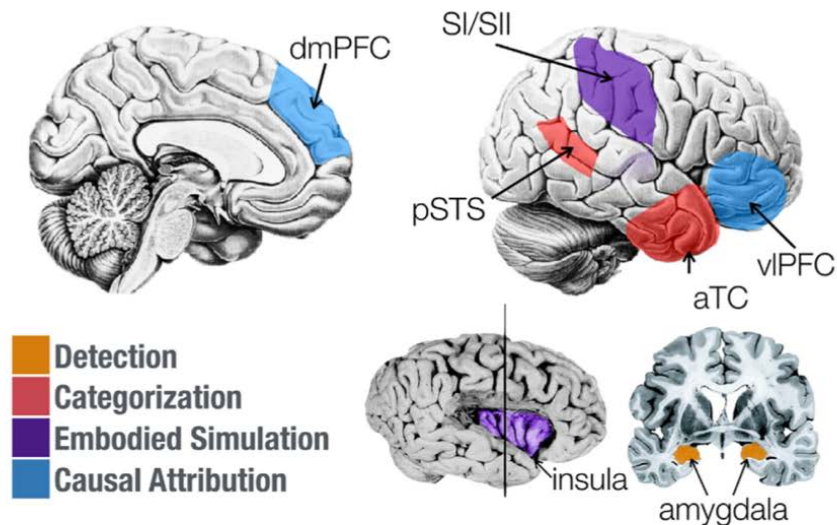 dmPFC
SI/SII
pSTS
vlPFC
aTC
Detection
Categorization
Embodied Simulation
Causal Attribution
insula
amygdala